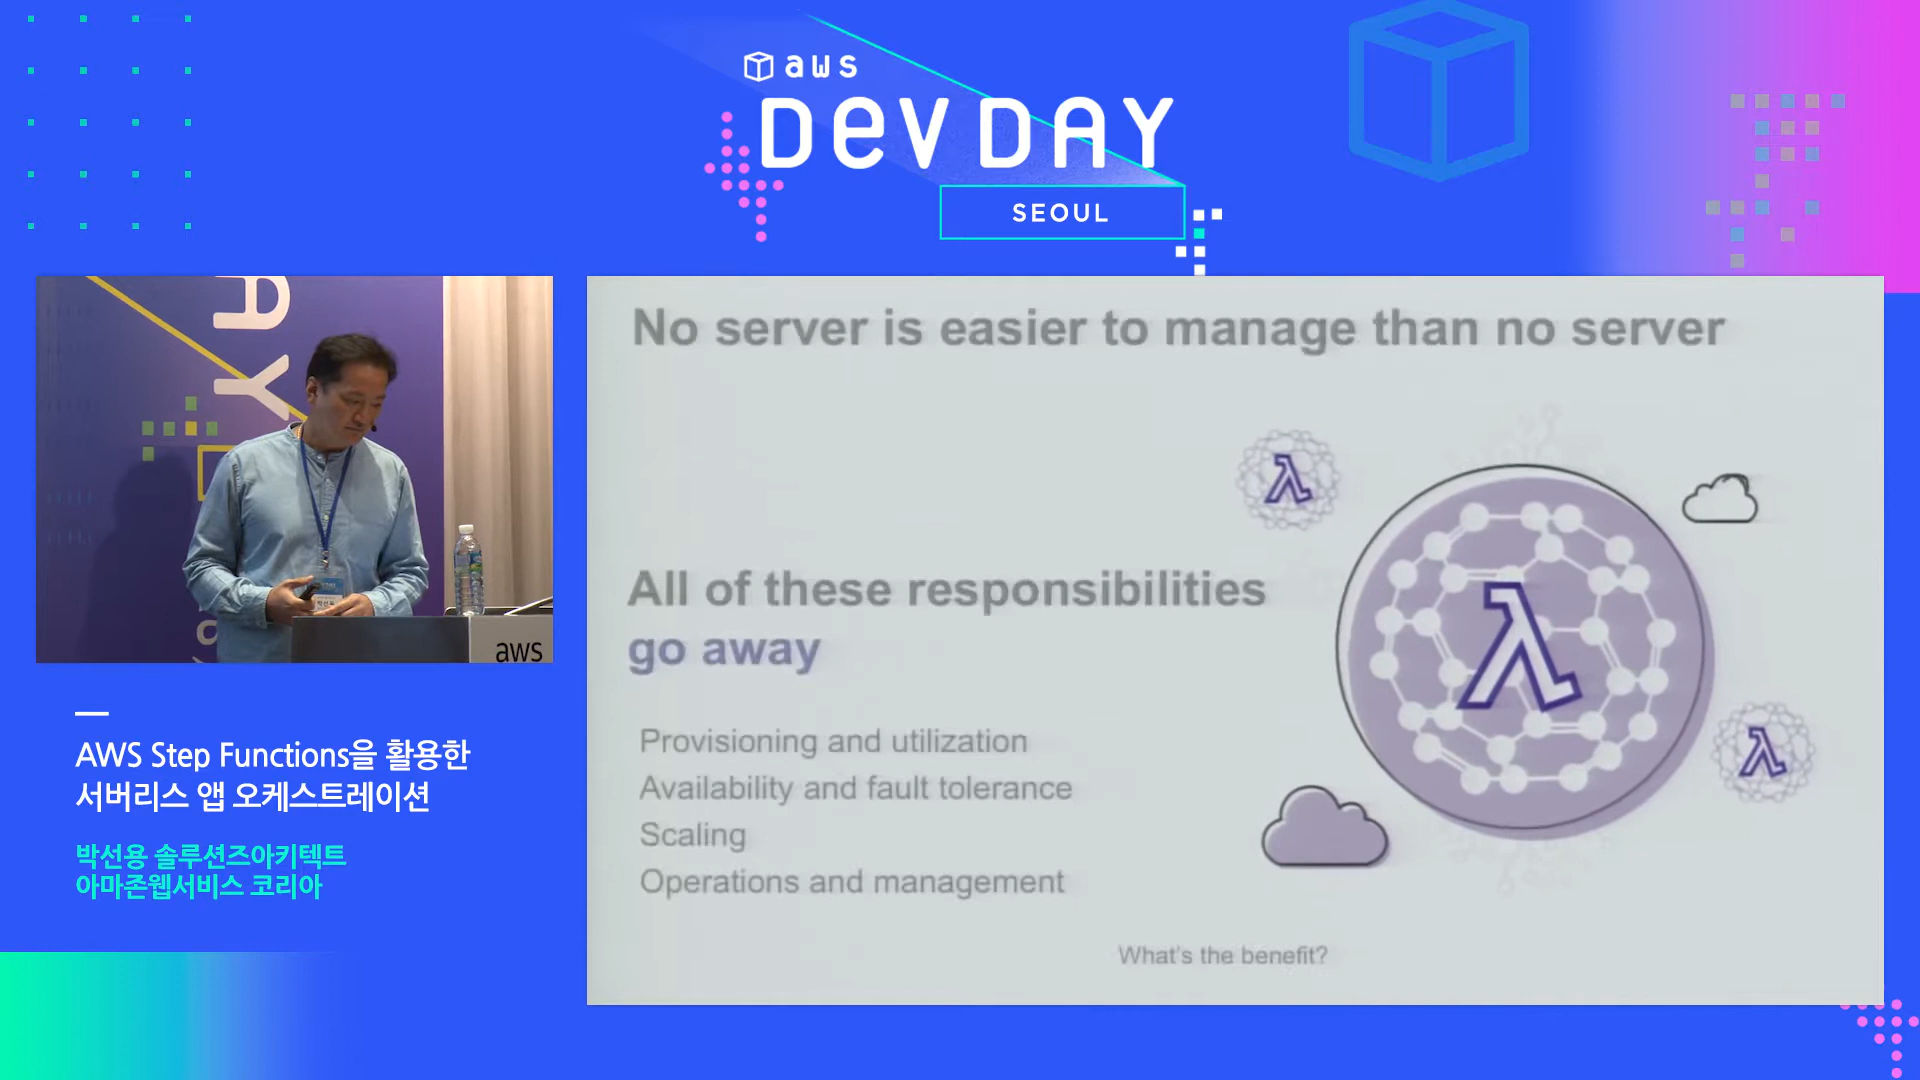 aws
DEV DAY
SEOUL
AY D
aws
AWS Step Functions을 활용한
서버리스 앱 오케스트레이션
박선용 솔루션즈아키텍트
아마존웹서비스 코리아
No server is easier to manage than no server
All of these responsibilities
go away
Provisioning and utilization
Availability and fault tolerance
Scaling
Operations and management
What's the benefit?